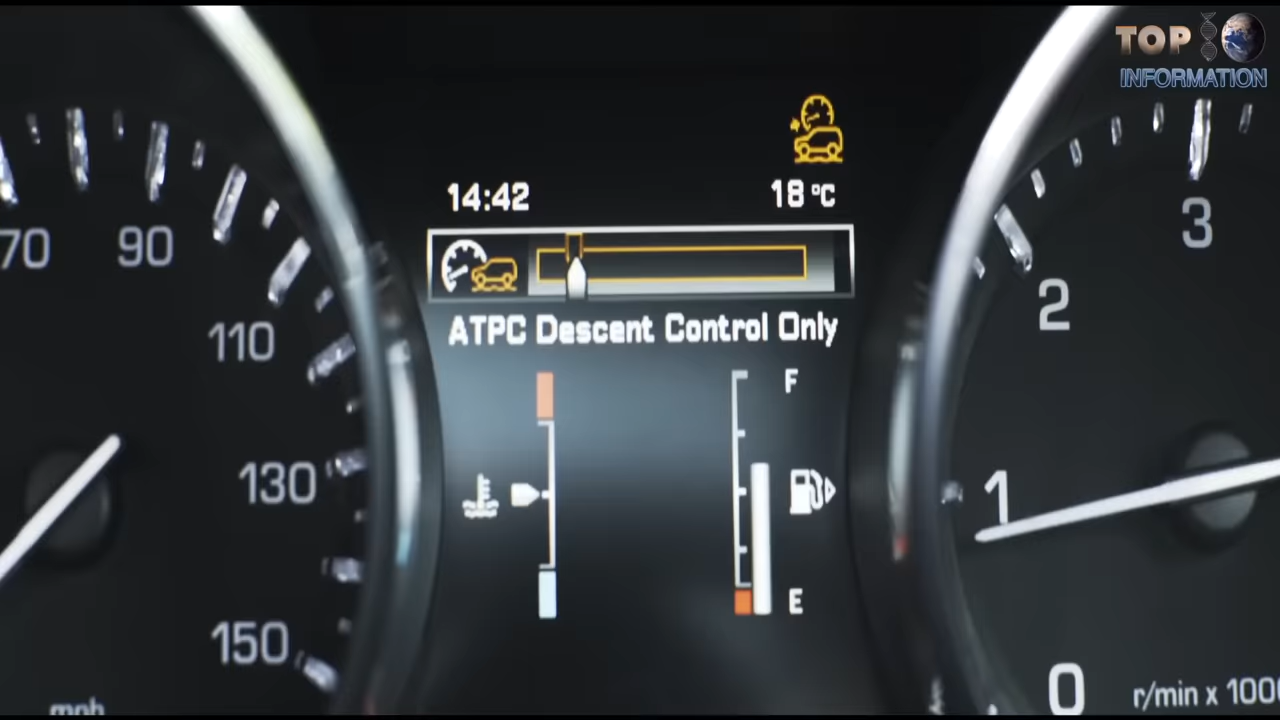 TOP
INFORMATION
14:42
18 °C
ATPC Descent Control Only
F
E
70
90
110
130
150
mph
3
2
1
0
r/min x 1000